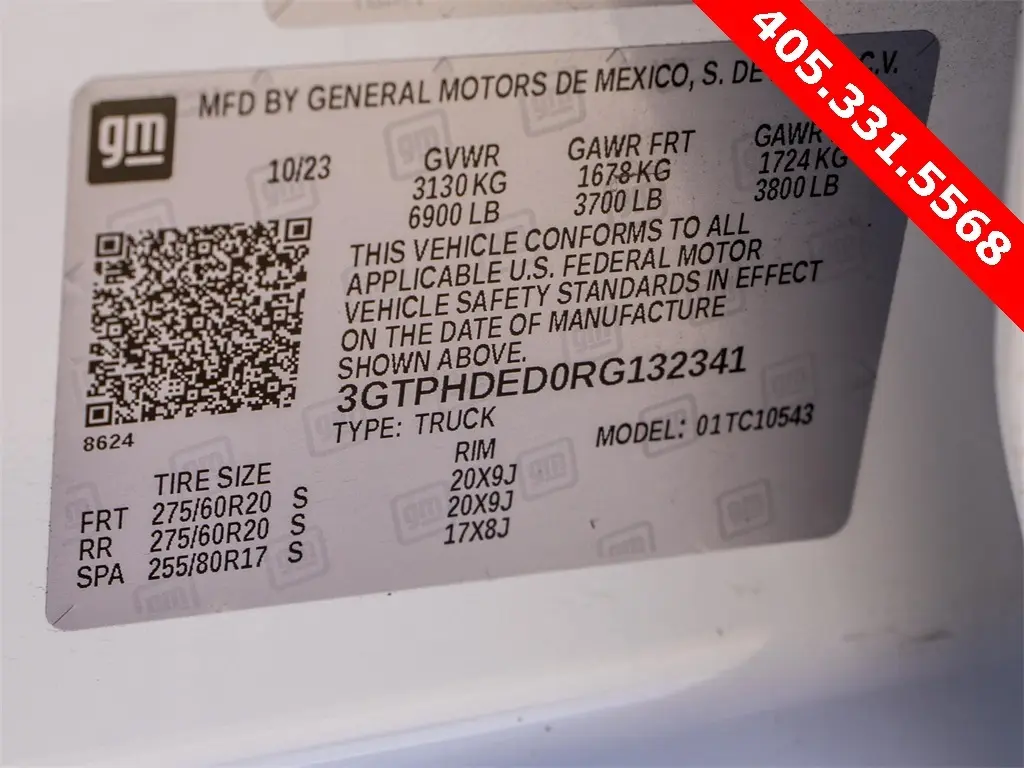 405.331.5568
gm
MFD BY GENERAL MOTORS DE MEXICO, S. DE C.V.
10/23
GVWR
3130 KG
6900 LB
GAWR FRT
1678 KG
3700 LB
GAWR
1724 KG
3800 LB
THIS VEHICLE CONFORMS TO ALL
APPLICABLE U.S. FEDERAL MOTOR
VEHICLE SAFETY STANDARDS IN EFFECT
ON THE DATE OF MANUFACTURE
SHOWN ABOVE.
3GTPHDED0RG132341
TYPE: TRUCK
MODEL: 01TC10543
8624
TIRE SIZE RIM
FRT 275/60R20 S 20X9J
RR 275/60R20 S 20X9J
SPA 255/80R17 S 17X8J